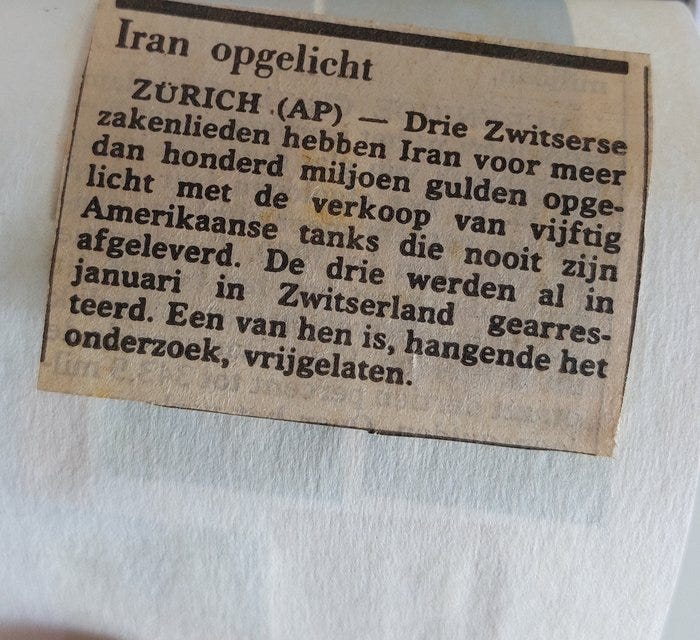 Iran opgelicht
ZÜRICH (AP) — Drie Zwitserse
zakenlieden hebben Iran voor meer
dan honderd miljoen gulden opge-
licht met de verkoop van vijftig
Amerikaanse tanks die nooit zijn
afgeleverd. De drie werden al in
januari in Zwitserland gearres-
teerd. Een van hen is, hangende het
onderzoek, vrijgelaten.